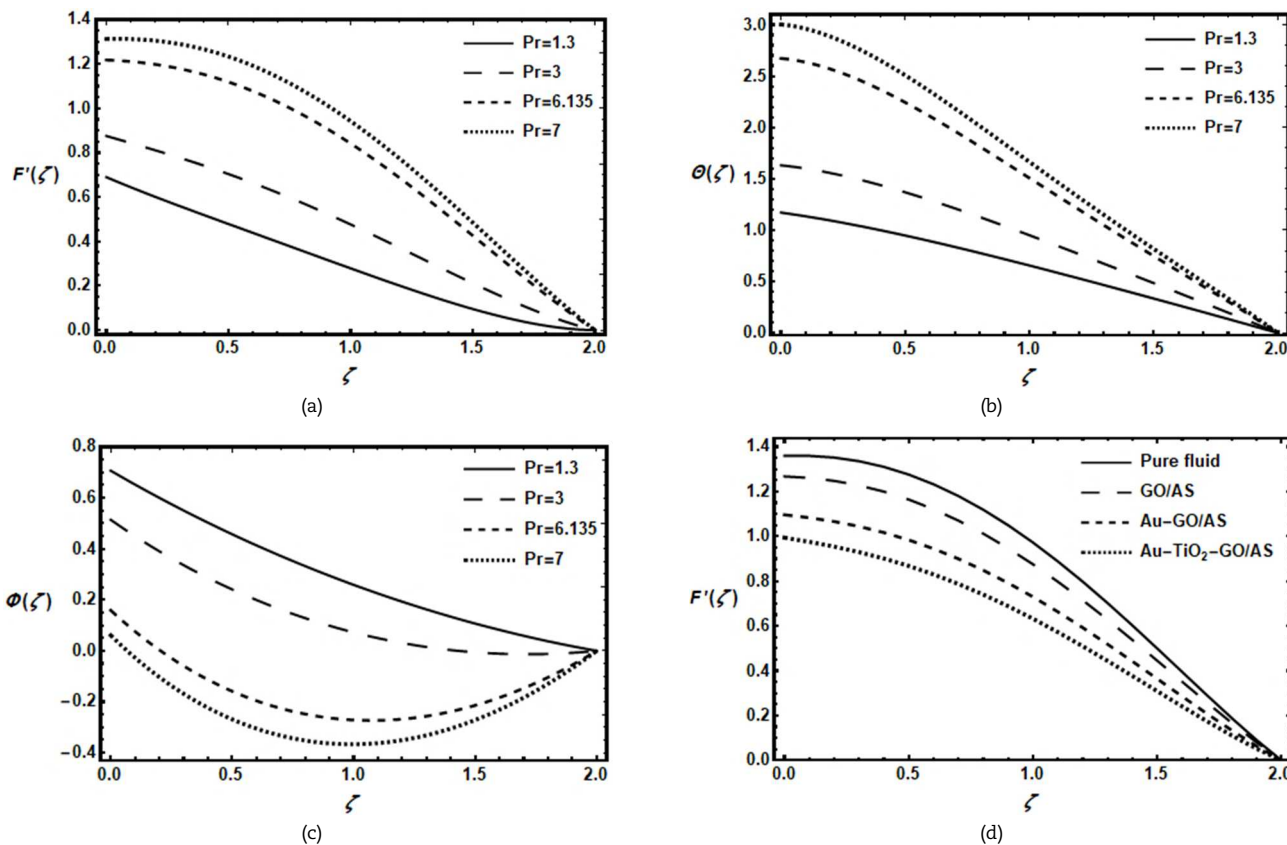 1.4
1.2
1.0
0.8
F'(ζ)
0.6
0.4
0.2
0.0
0.0 0.5 1.0 1.5 2.0
ζ
Pr=1.3
Pr=3
Pr=6.135
Pr=7
(a)
3.0
2.5
2.0
Θ(ζ)
1.5
1.0
0.5
0.0
0.0 0.5 1.0 1.5 2.0
ζ
Pr=1.3
Pr=3
Pr=6.135
Pr=7
(b)
0.8
0.6
0.4
0.2
Φ(ζ)
0.0
−0.2
−0.4
0.0 0.5 1.0 1.5 2.0
ζ
Pr=1.3
Pr=3
Pr=6.135
Pr=7
(c)
1.4
1.2
1.0
0.8
F'(ζ)
0.6
0.4
0.2
0.0
0.0 0.5 1.0 1.5 2.0
ζ
Pure fluid
GO/AS
Au−GO/AS
Au−TiO₂−GO/AS
(d)